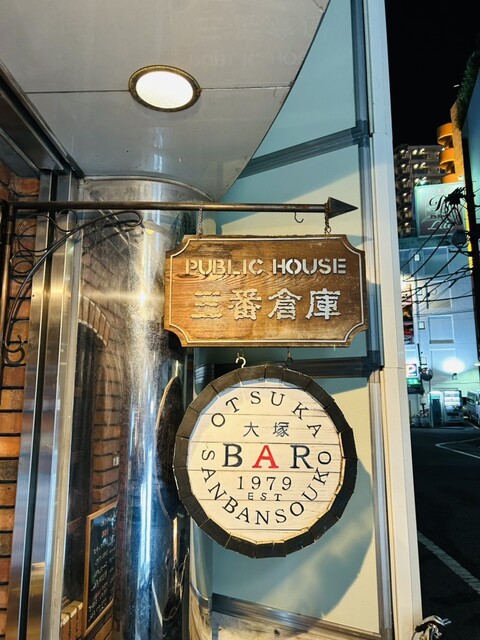 PUBLIC HOUSE
三番倉庫
OTSUKA
大塚
BAR
1979
EST
SANBANSOUKO